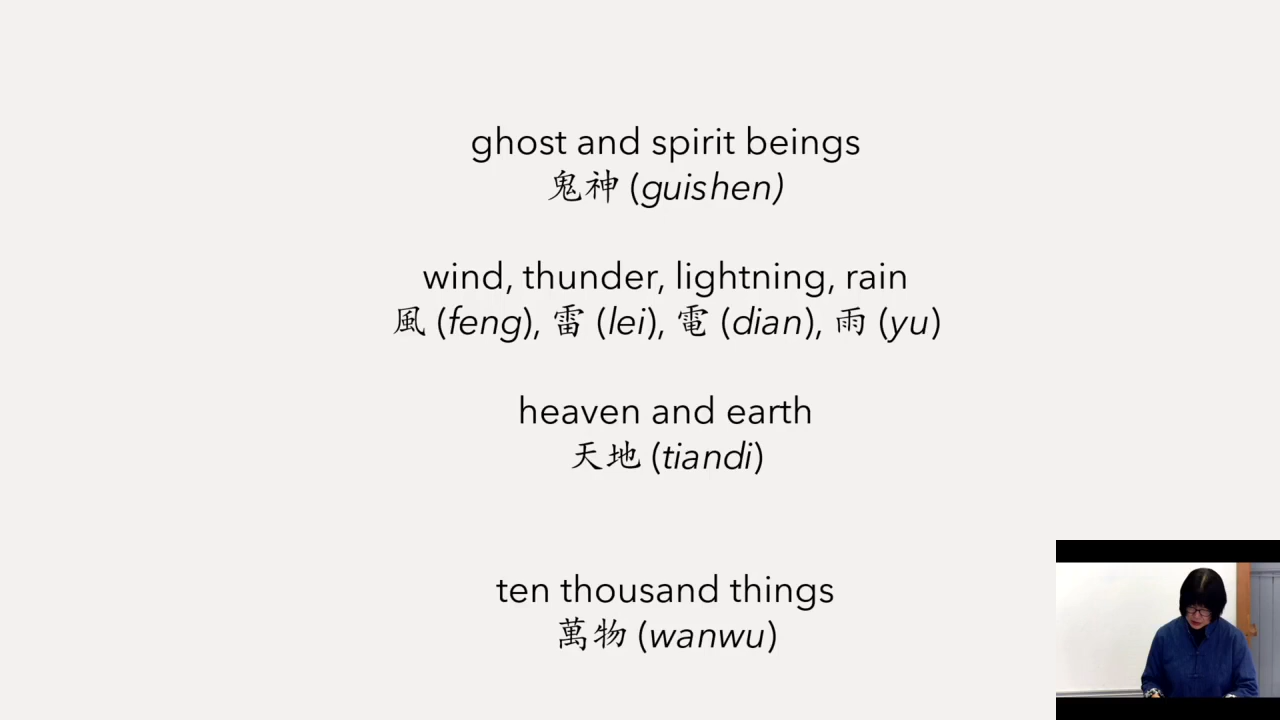 ghost and spirit beings
鬼神 (guishen)
wind, thunder, lightning, rain
風 (feng), 雷 (lei), 電 (dian), 雨 (yu)
heaven and earth
天地 (tiandi)
ten thousand things
萬物 (wanwu)